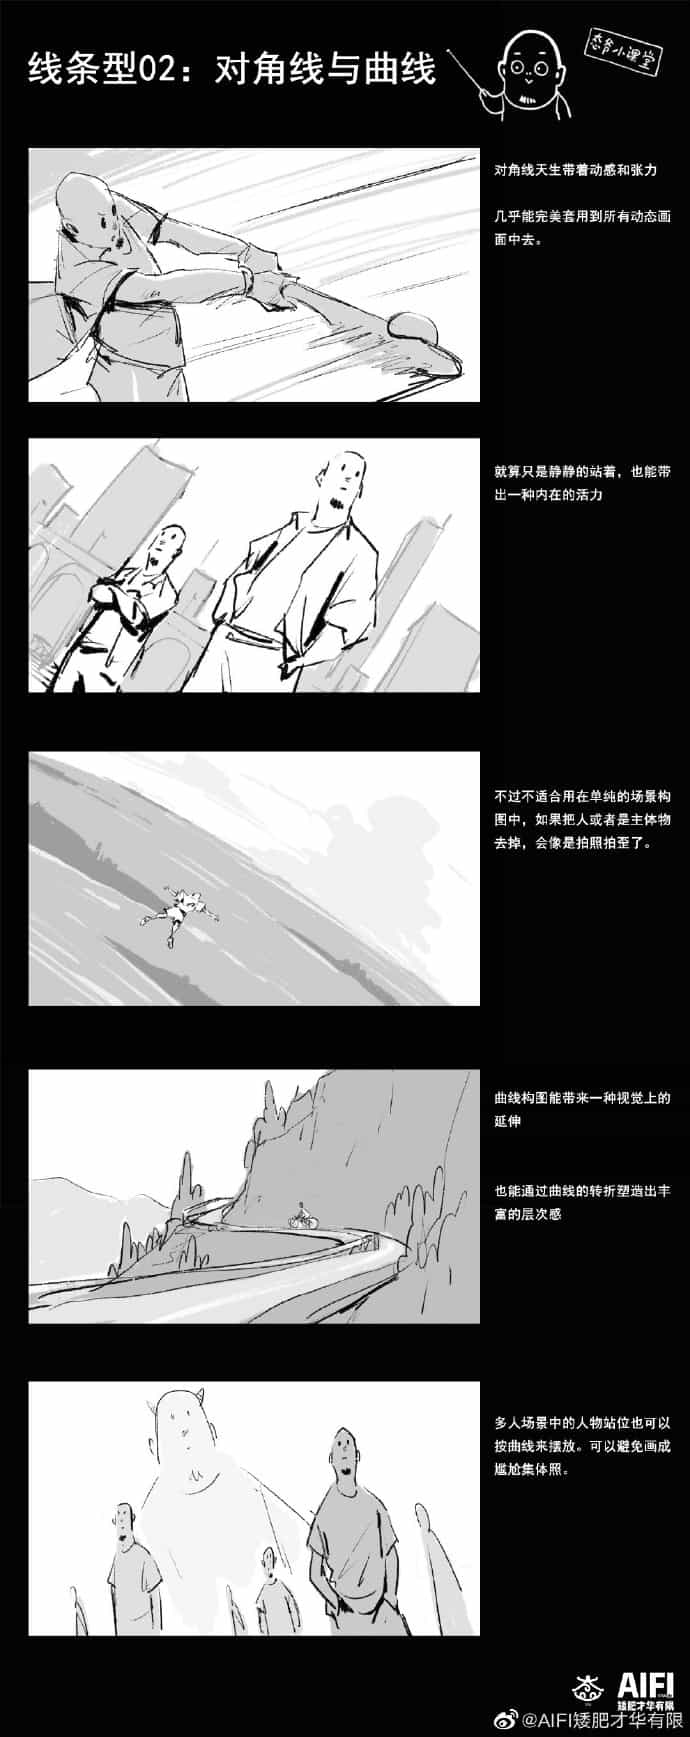 线条型02：对角线与曲线
态爷小课堂
对角线天生带着动感和张力
几乎能完美套用到所有动态画
面中去。
就算只是静静的站着，也能带
出一种内在的活力
不过不适合用在单纯的场景构
图中，如果把人或者是主体物
去掉，会像是拍照拍歪了。
曲线构图能带来一种视觉上的
延伸
也能通过曲线的转折塑造出丰
富的层次感
多人场景中的人物站位也可以
按曲线来摆放。可以避免画成
尴尬集体照。
AIFI
矮肥才华有限
@AIFI矮肥才华有限